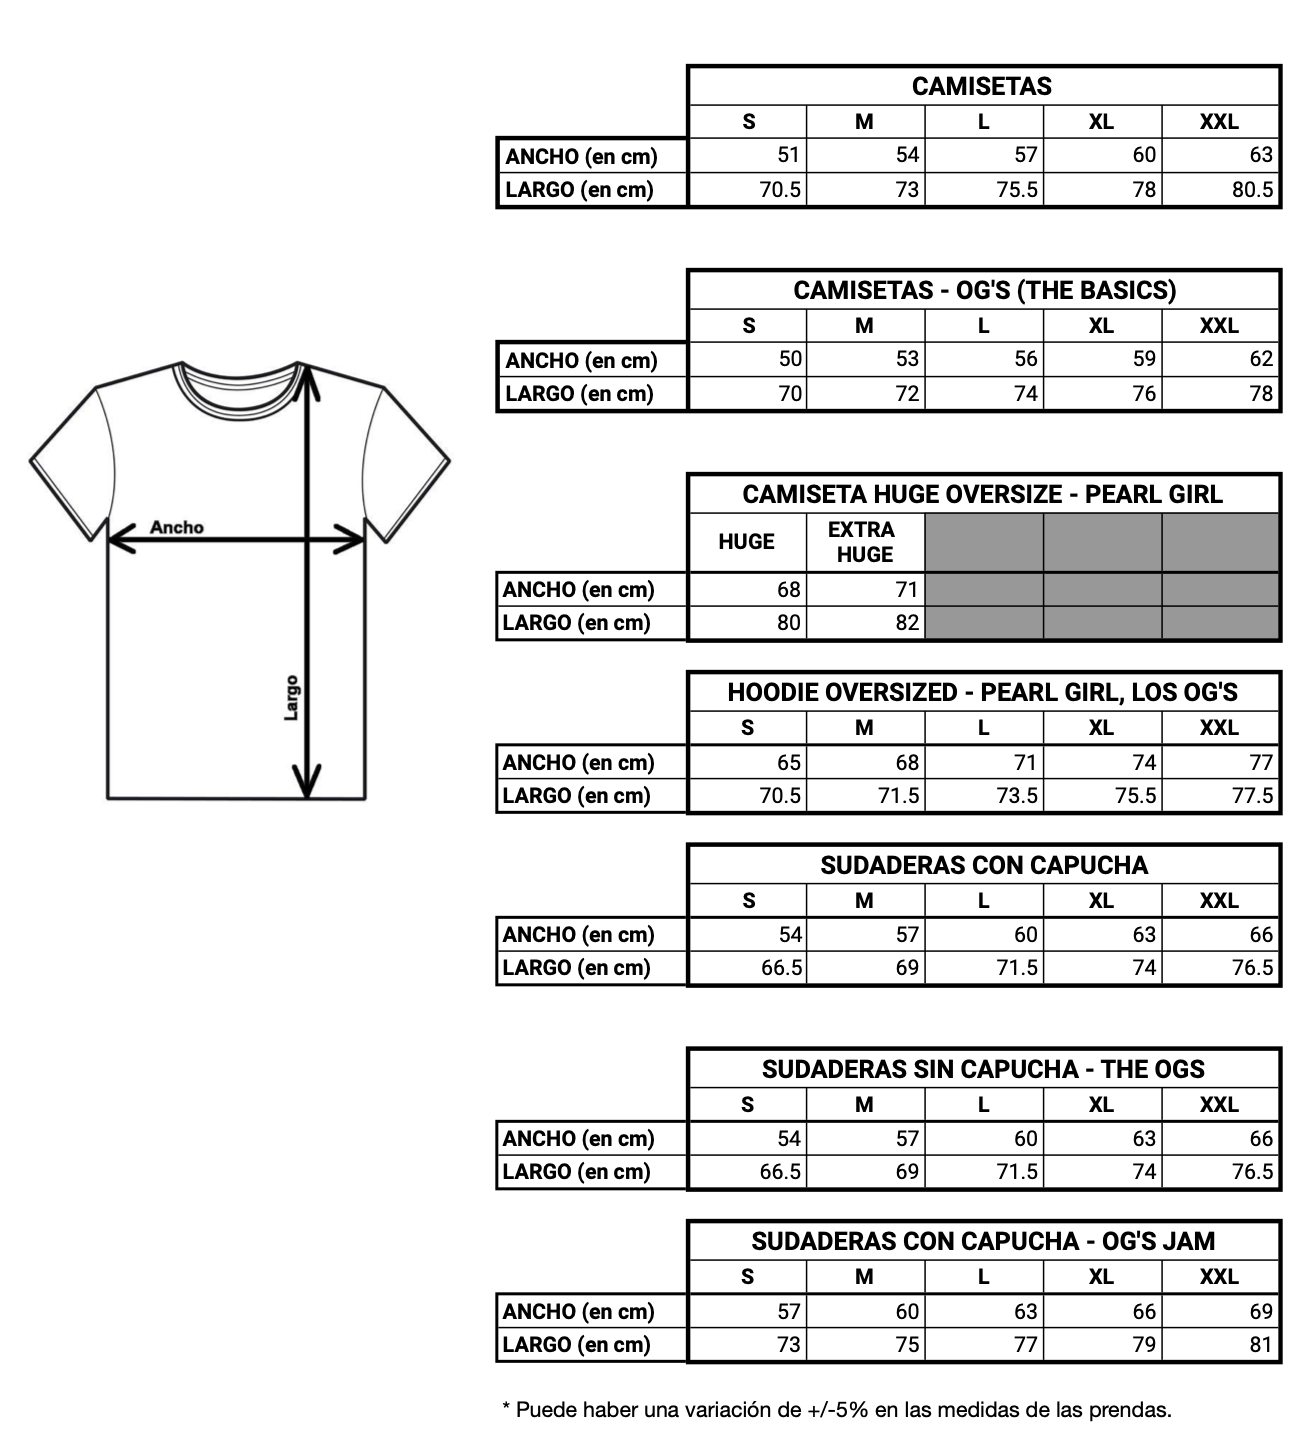 CAMISETAS
S M L XL XXL
ANCHO (en cm) 51 54 57 60 63
LARGO (en cm) 70.5 73 75.5 78 80.5
CAMISETAS - OG'S (THE BASICS)
S M L XL XXL
ANCHO (en cm) 50 53 56 59 62
LARGO (en cm) 70 72 74 76 78
Ancho
Largo
CAMISETA HUGE OVERSIZE - PEARL GIRL
HUGE EXTRA HUGE
ANCHO (en cm) 68 71
LARGO (en cm) 80 82
HOODIE OVERSIZED - PEARL GIRL, LOS OG'S
S M L XL XXL
ANCHO (en cm) 65 68 71 74 77
LARGO (en cm) 70.5 71.5 73.5 75.5 77.5
SUDADERAS CON CAPUCHA
S M L XL XXL
ANCHO (en cm) 54 57 60 63 66
LARGO (en cm) 66.5 69 71.5 74 76.5
SUDADERAS SIN CAPUCHA - THE OGS
S M L XL XXL
ANCHO (en cm) 54 57 60 63 66
LARGO (en cm) 66.5 69 71.5 74 76.5
SUDADERAS CON CAPUCHA - OG'S JAM
S M L XL XXL
ANCHO (en cm) 57 60 63 66 69
LARGO (en cm) 73 75 77 79 81
* Puede haber una variación de +/-5% en las medidas de las prendas.